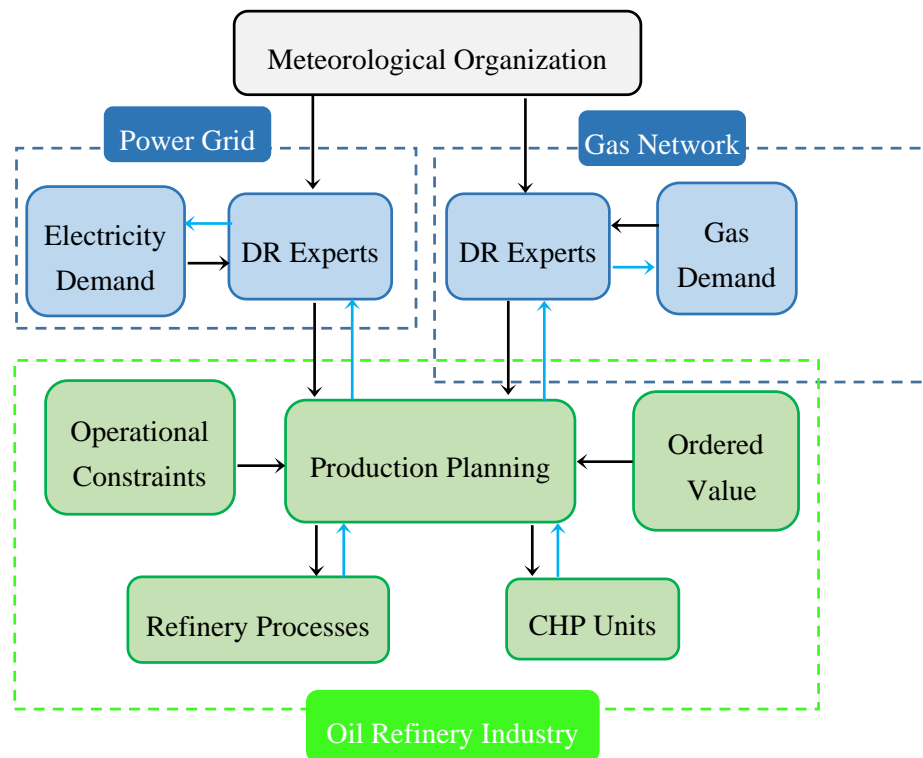 Meteorological Organization
Power Grid
Gas Network
Electricity
Demand
DR Experts
DR Experts
Gas
Demand
Operational
Constraints
Production Planning
Ordered
Value
Refinery Processes
CHP Units
Oil Refinery Industry